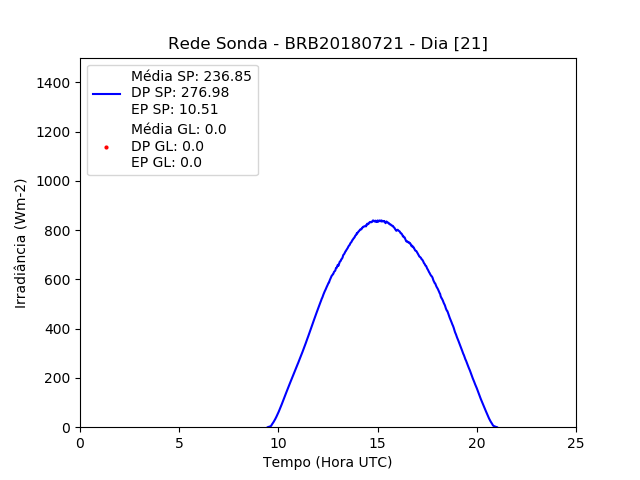 Rede Sonda - BRB20180721 - Dia [21]
Média SP: 236.85
DP SP: 276.98
EP SP: 10.51
Média GL: 0.0
DP GL: 0.0
EP GL: 0.0
Irradiância (Wm-2)
1400
1200
1000
800
600
400
200
0
0 5 10 15 20 25
Tempo (Hora UTC)